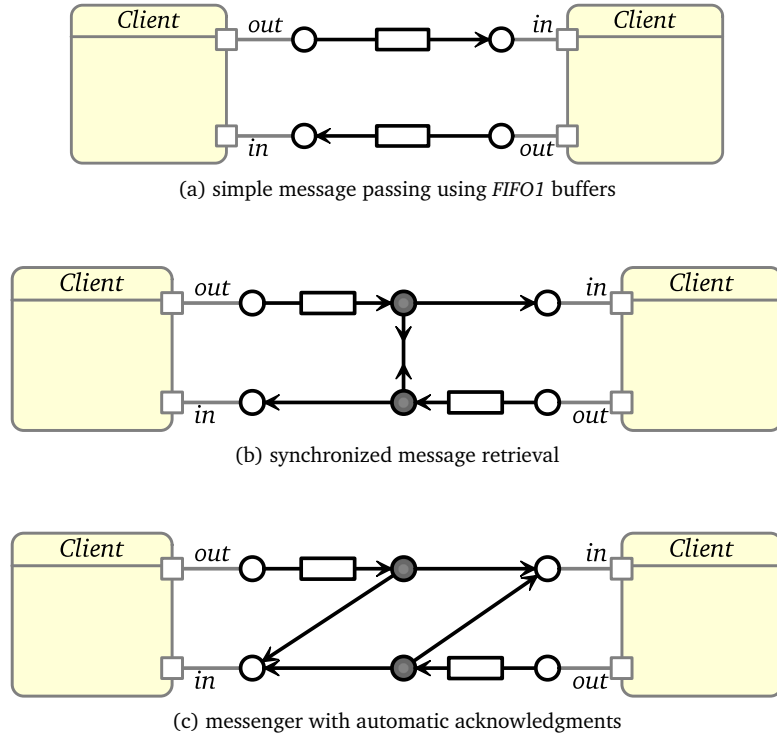 Client out in Client
in out
(a) simple message passing using FIFO1 buffers
Client out in Client
in out
(b) synchronized message retrieval
Client out in Client
in out
(c) messenger with automatic acknowledgments